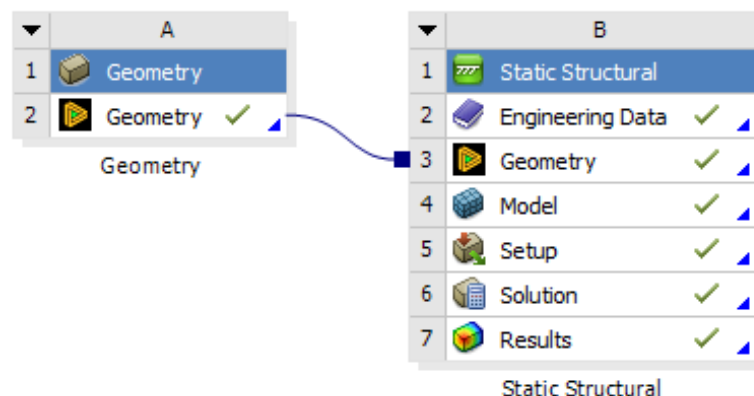 A
1 Geometry
2 Geometry
Geometry
B
1 Static Structural
2 Engineering Data
3 Geometry
4 Model
5 Setup
6 Solution
7 Results
Static Structural